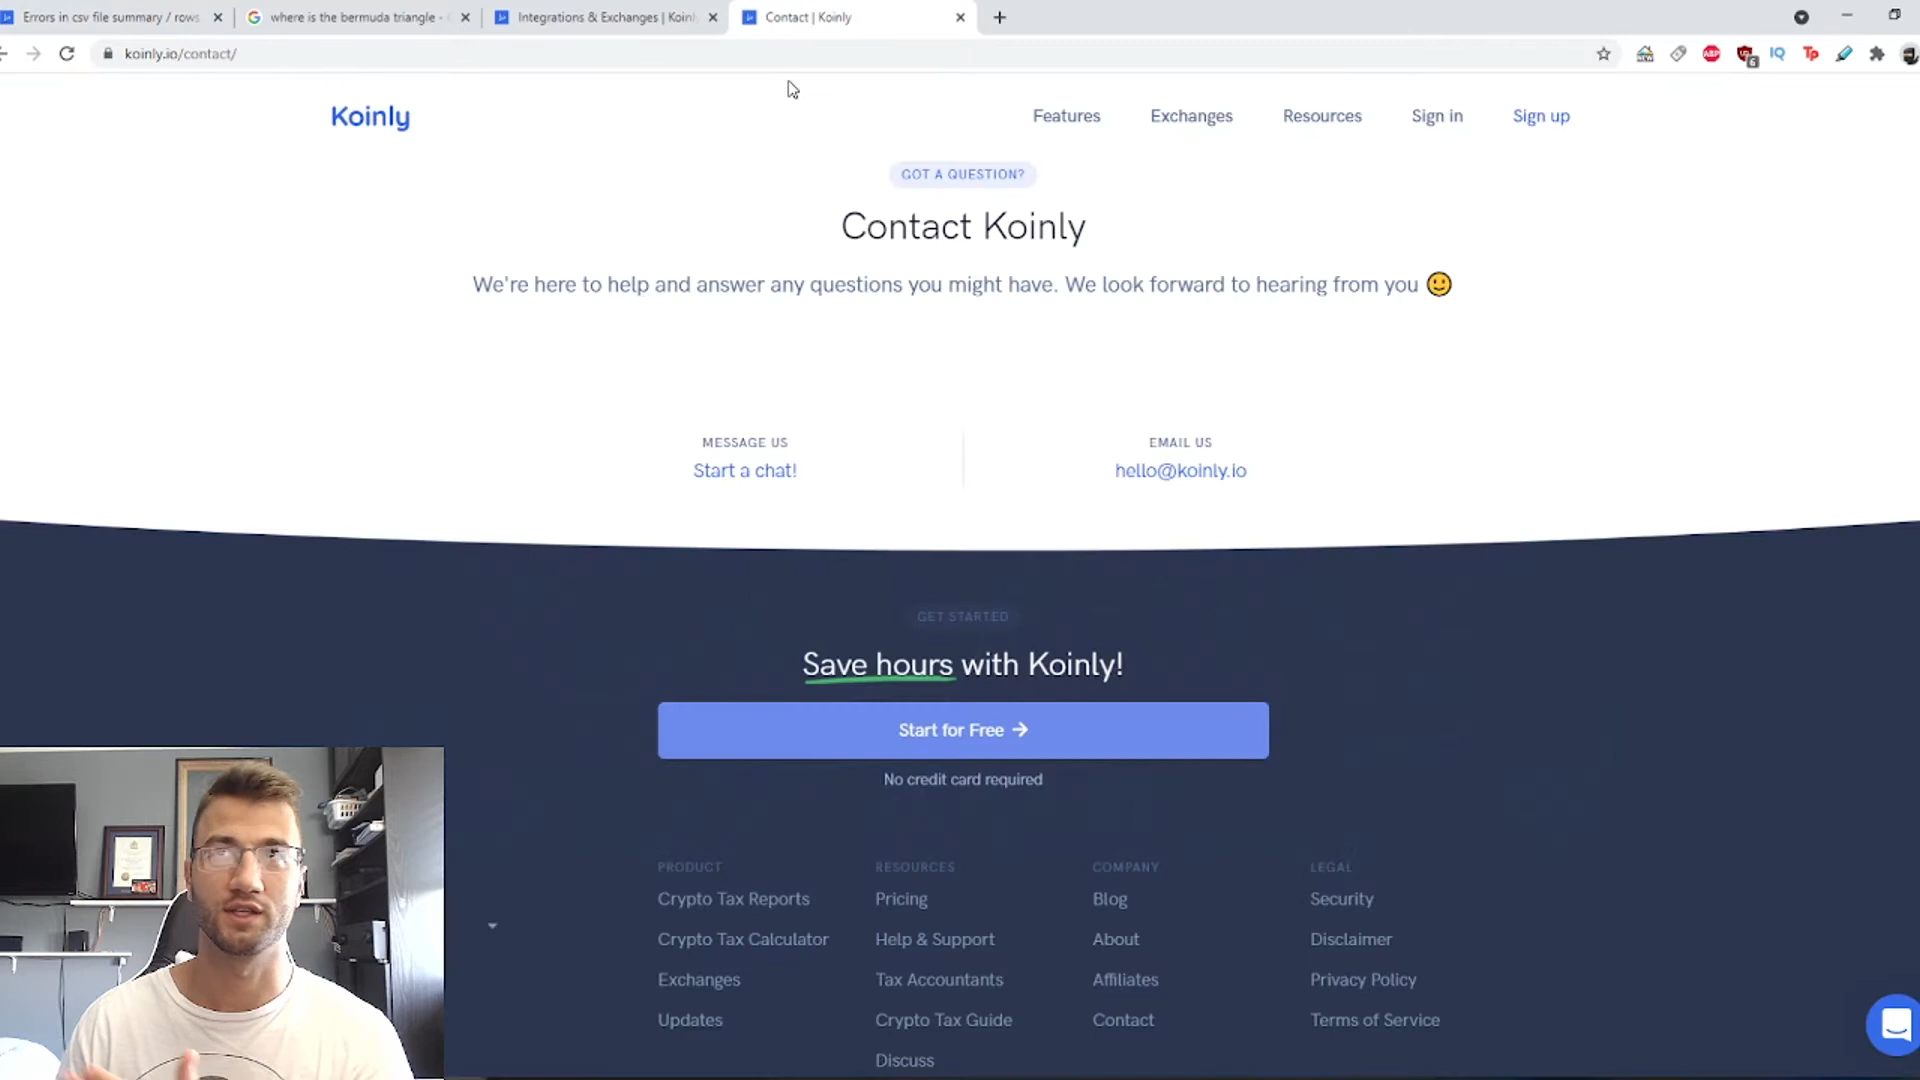 Errors in csv file summary / rows
where is the bermuda triangle -
Integrations & Exchanges | Koinl
Contact | Koinly
koinly.io/contact/
ABP
6
IQ
Tp
Koinly
Features
Exchanges
Resources
Sign in
Sign up
GOT A QUESTION?
Contact Koinly
We're here to help and answer any questions you might have. We look forward to hearing from you
MESSAGE US
Start a chat!
EMAIL US
hello@koinly.io
GET STARTED
Save hours with Koinly!
Start for Free →
No credit card required
PRODUCT
Crypto Tax Reports
Crypto Tax Calculator
Exchanges
Updates
RESOURCES
Pricing
Help & Support
Tax Accountants
Crypto Tax Guide
Discuss
COMPANY
Blog
About
Affiliates
Contact
LEGAL
Security
Disclaimer
Privacy Policy
Terms of Service